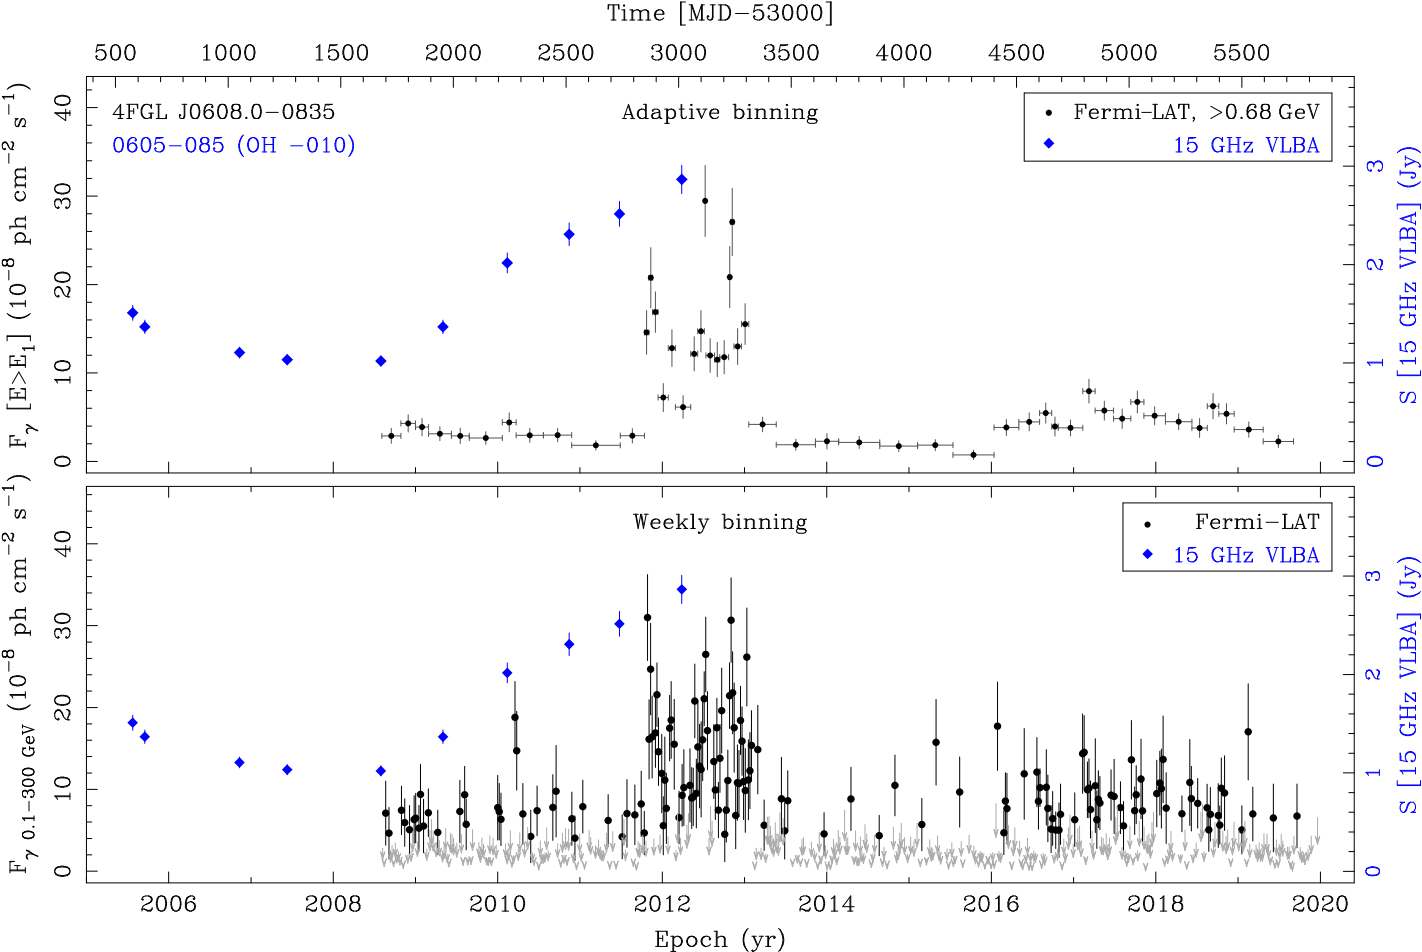 Time [MJD−53000]
500 1000 1500 2000 2500 3000 3500 4000 4500 5000 5500
4FGL J0608.0−0835
0605−085 (OH −010)
Adaptive binning
Fermi−LAT, >0.68 GeV
15 GHz VLBA
F_γ [E>E_1] (10^−8 ph cm^−2 s^−1)
40
30
20
10
0
S [15 GHz VLBA] (Jy)
3
2
1
0
Weekly binning
Fermi−LAT
15 GHz VLBA
F_γ 0.1−300 GeV (10^−8 ph cm^−2 s^−1)
40
30
20
10
0
S [15 GHz VLBA] (Jy)
3
2
1
0
2006 2008 2010 2012 2014 2016 2018 2020
Epoch (yr)